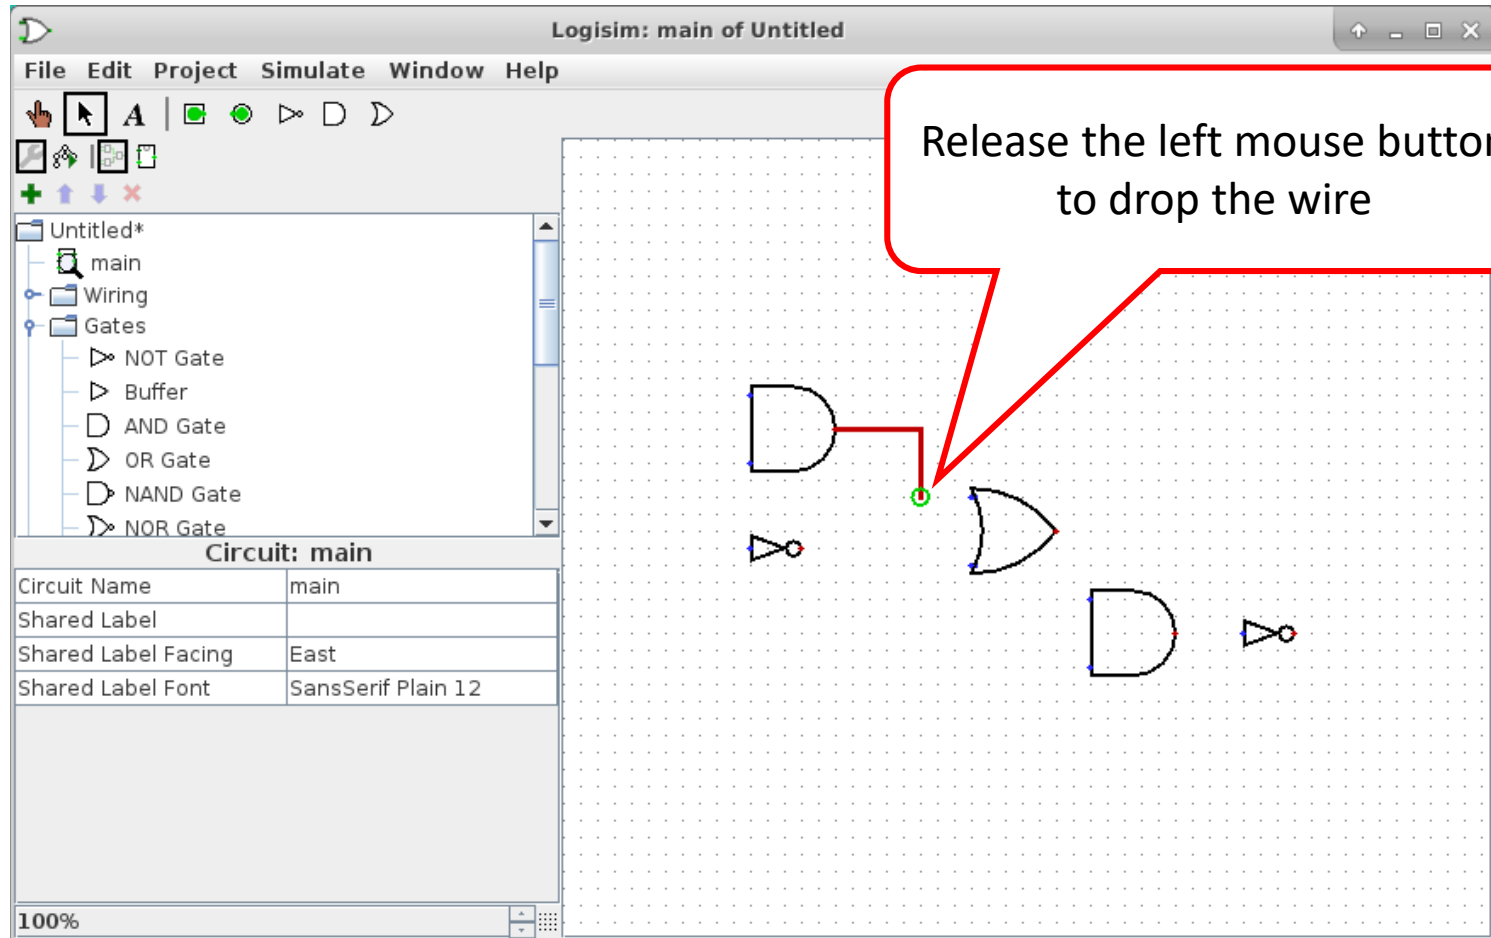 Logisim: main of Untitled
File Edit Project Simulate Window Help
A
Release the left mouse button
to drop the wire
Untitled*
main
Wiring
Gates
NOT Gate
Buffer
AND Gate
OR Gate
NAND Gate
NOR Gate
Circuit: main
Circuit Name main
Shared Label
Shared Label Facing East
Shared Label Font SansSerif Plain 12
100%